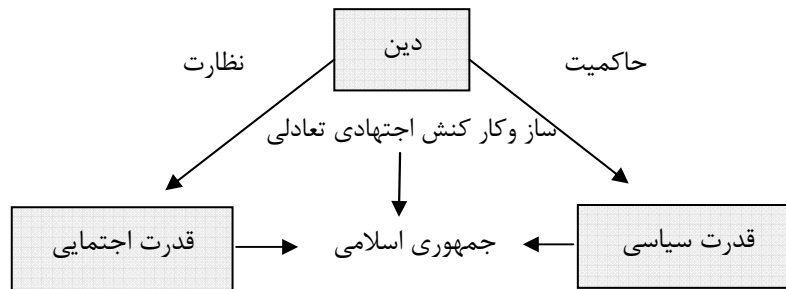 دین
حاکمیت
نظارت
ساز وکار کنش اجتهادی تعادلی
قدرت سیاسی
جمهوری اسلامی
قدرت اجتمایی